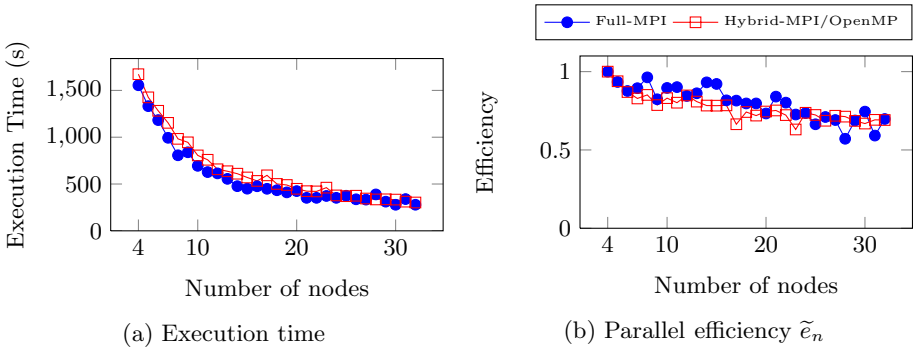 Full-MPI
Hybrid-MPI/OpenMP
Execution Time (s)
1,500
1,000
500
0
4
10
20
30
Number of nodes
(a) Execution time
Efficiency
1
0.5
0
4
10
20
30
Number of nodes
(b) Parallel efficiency ẽₙ